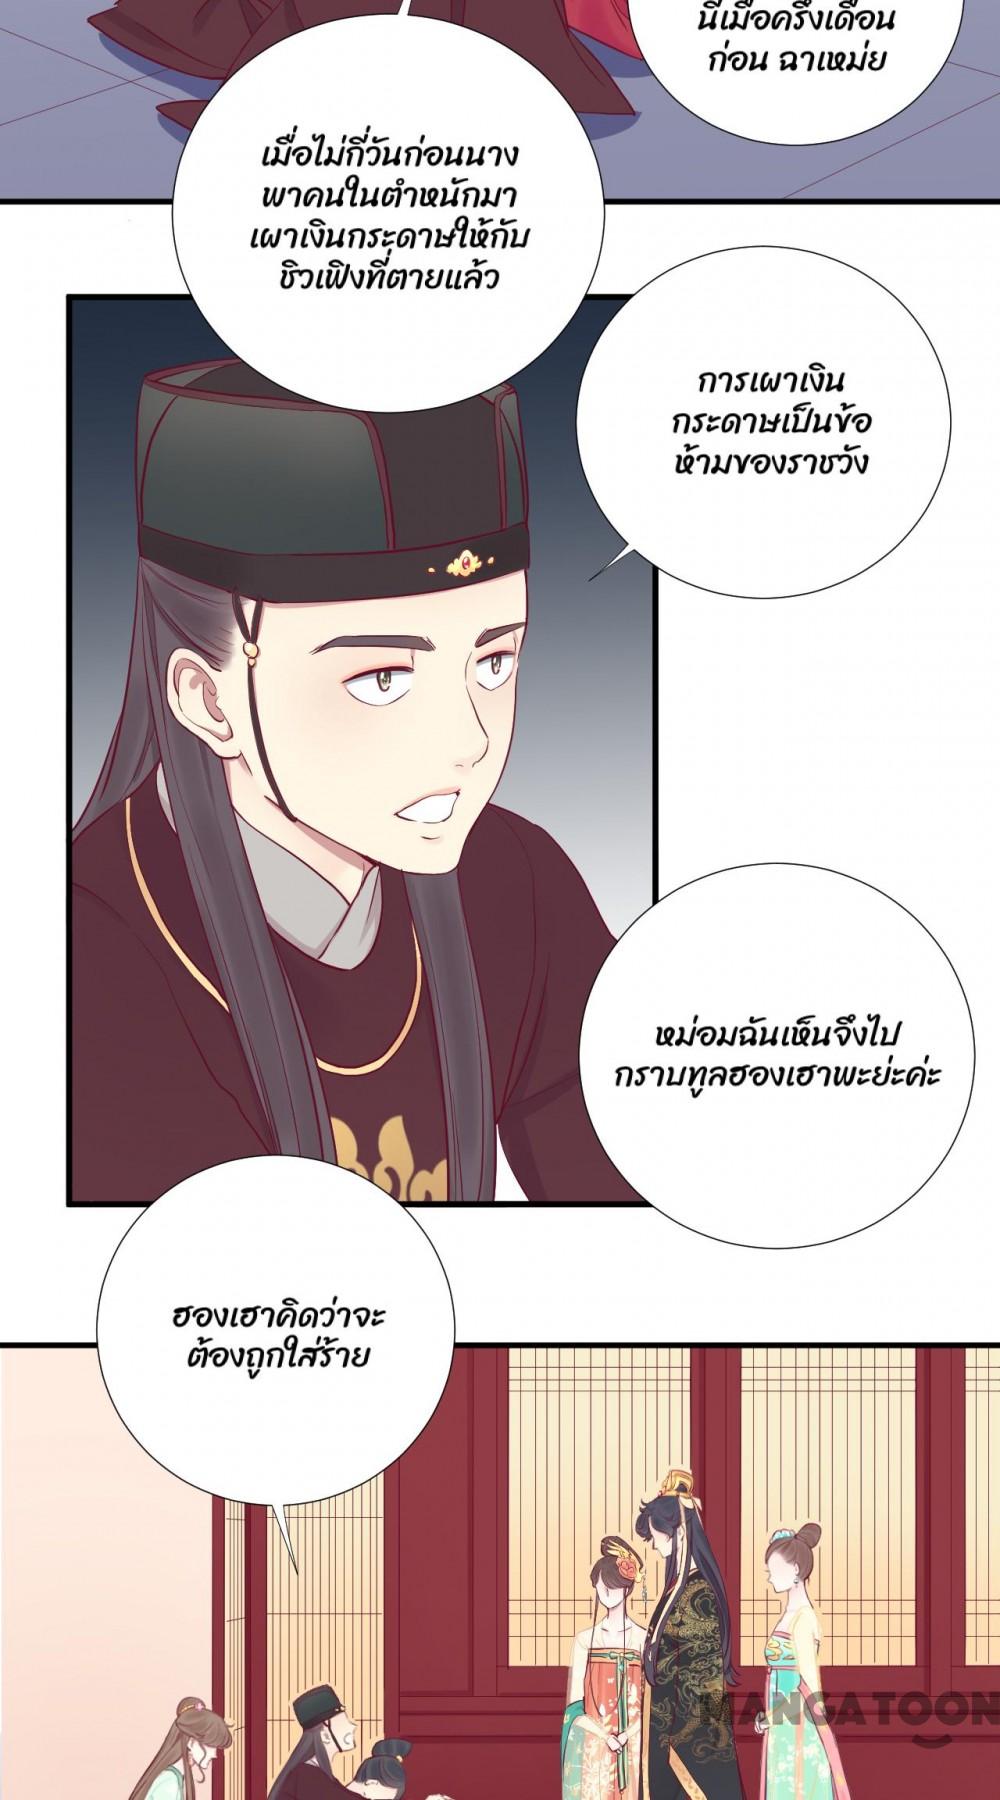 นี้เมื่อครึ่งเดือน
ก่อน ฉาเหม่ย
เมื่อไม่กี่วันก่อนนาง
พาคนในตำหนักมา
เผาเงินกระดาษให้กับ
ชิวเฟิงที่ตายแล้ว
การเผาเงิน
กระดาษเป็นข้อ
ห้ามของราชวัง
หม่อมฉันเห็นจึงไป
กราบทูลฮองเฮาพะย่ะค่ะ
ฮองเฮาคิดว่าจะ
ต้องถูกใส่ร้าย
MANGATOON